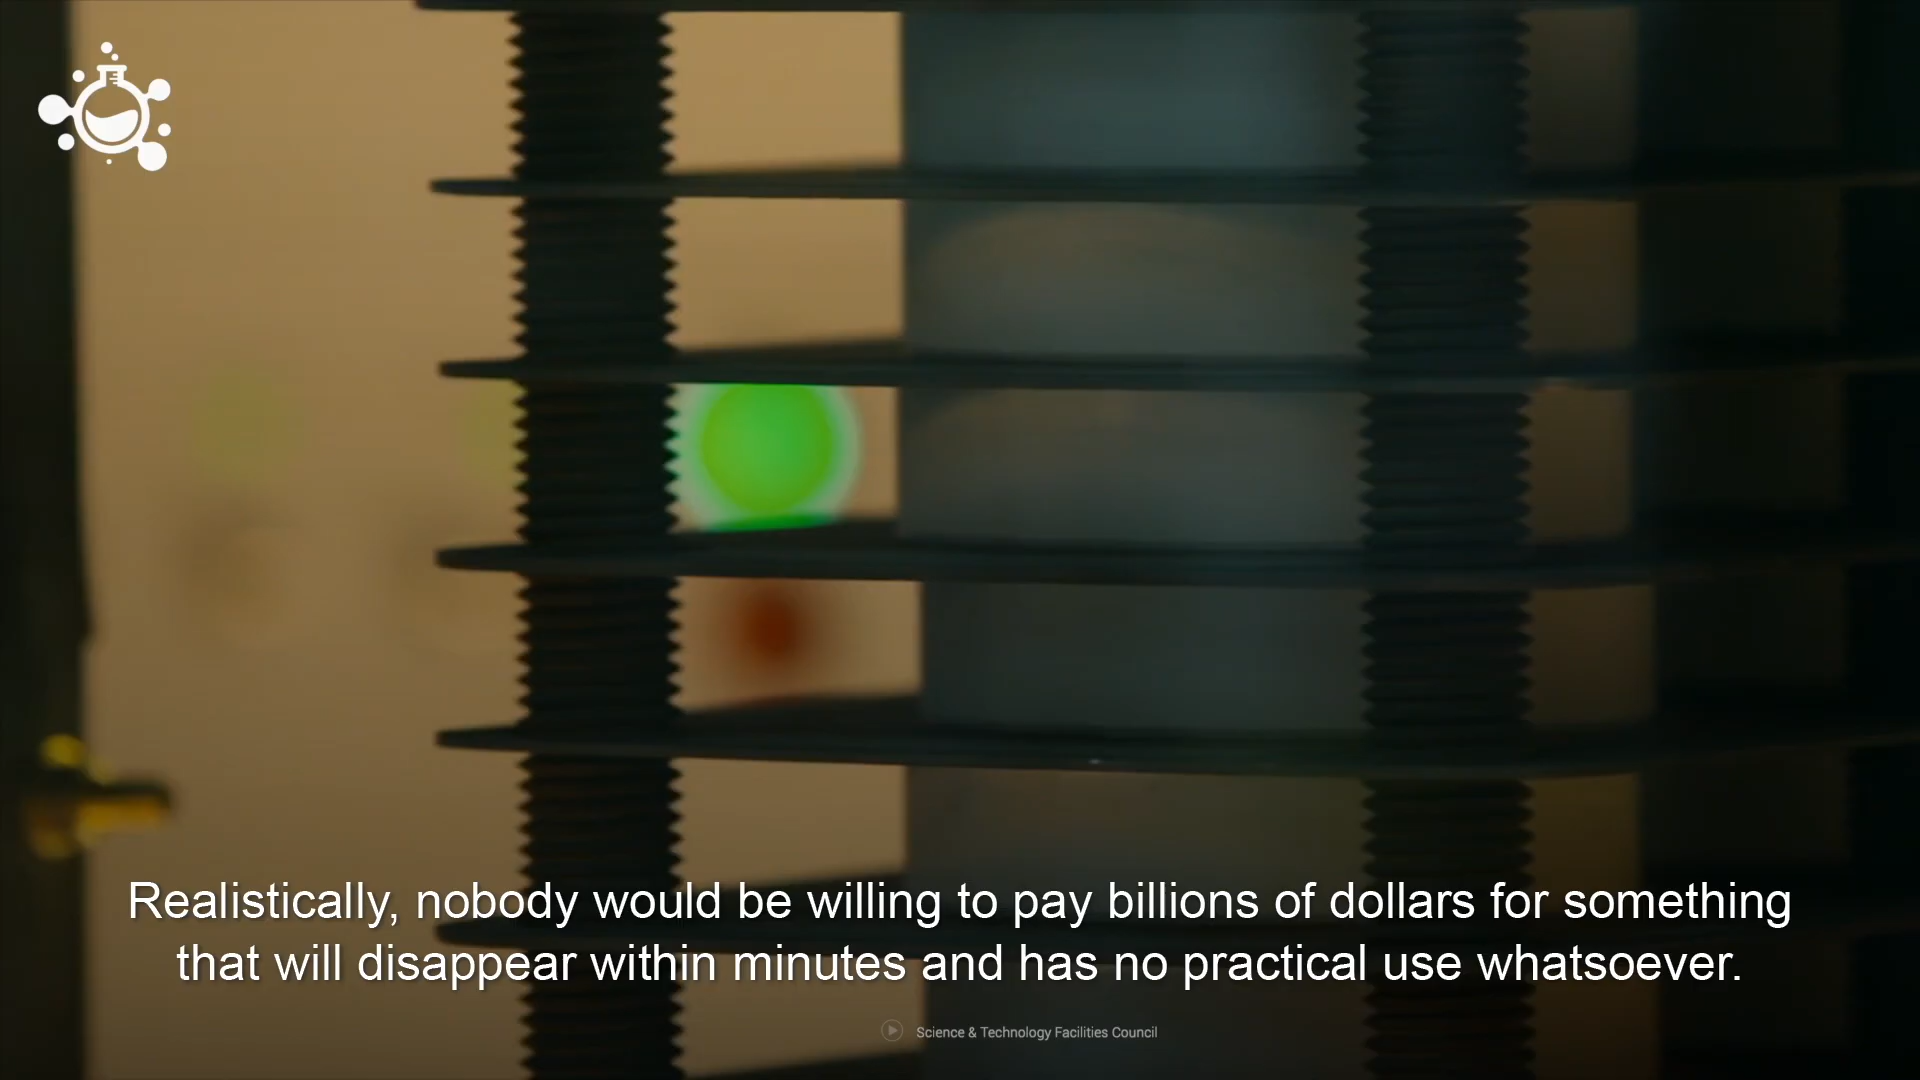 Realistically, nobody would be willing to pay billions of dollars for something
that will disappear within minutes and has no practical use whatsoever.
Science & Technology Facilities Council